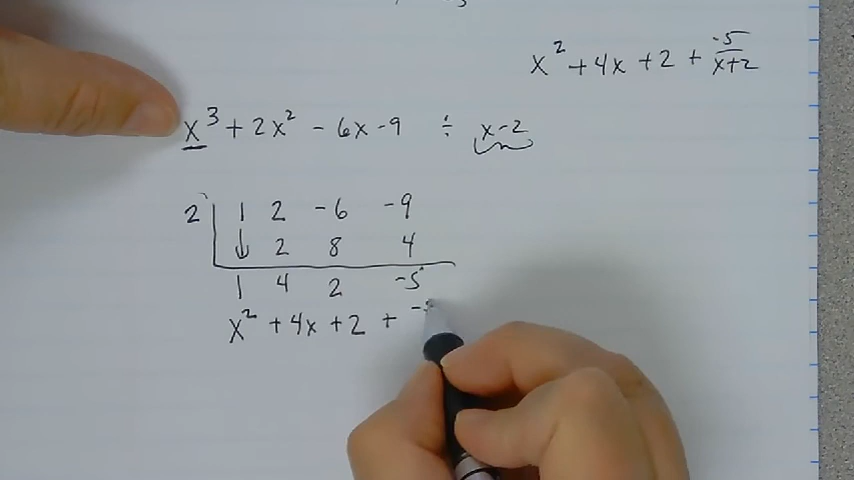 x² + 4x + 2 + -5/x+2
x³ + 2x² - 6x - 9 ÷ x-2
2 | 1 2 -6 -9
↓ 2 8 4
1 4 2 -5
x² + 4x + 2 + -